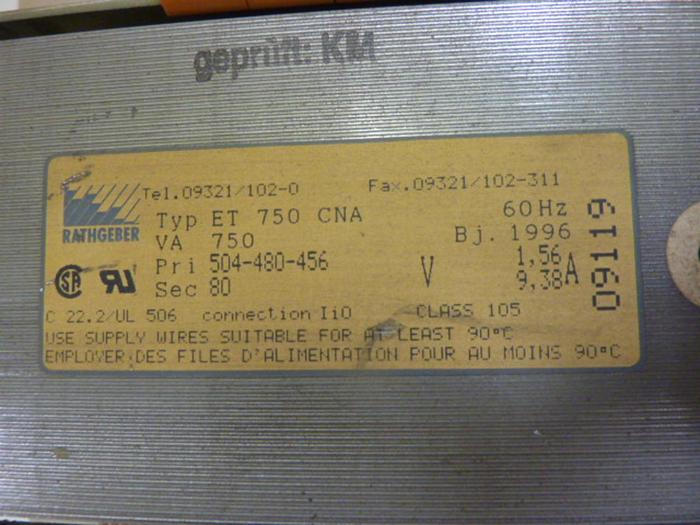 geprüft: KM
Tel.09321/102-0 Fax.09321/102-311
RATHGEBER
Typ ET 750 CNA 60Hz
VA 750 Bj. 1996
Pri 504-480-456 V 1,56 A
Sec 80 9,38
SA
C 22.2/UL 506 connection Ii0 CLASS 105
USE SUPPLY WIRES SUITABLE FOR AT LEAST 90°C
EMPLOYER DES FILES D'ALIMENTATION POUR AU MOINS 90°C
09119